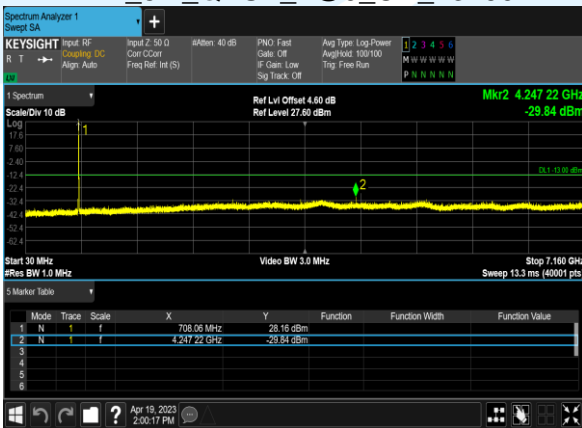 Spectrum Analyzer 1
Swept SA
KEYSIGHT Input: RF Input Z: 50 Ω #Atten: 40 dB PNO: Fast Avg Type: Log-Power 1 2 3 4 5 6
R T Coupling: DC Corr CCorr Gate: Off Avg|Hold: 100/100 M W W W W W
Align: Auto Freq Ref: Int (S) IF Gain: Low Trig: Free Run
Sig Track: Off P N N N N N
LW
1 Spectrum Ref Lvl Offset 4.60 dB Mkr2 4.247 22 GHz
Scale/Div 10 dB Ref Level 27.60 dBm -29.84 dBm
Log
17.6 1
7.60
-2.40
-12.4 DL1 -13.00 dBm
-22.4 2
-32.4
-42.4
-52.4
-62.4
Start 30 MHz Video BW 3.0 MHz Stop 7.160 GHz
#Res BW 1.0 MHz Sweep 13.3 ms (40001 pts
5 Marker Table
Mode Trace Scale X Y Function Function Width Function Value
1 N 1 f 708.06 MHz 28.16 dBm
2 N 1 f 4.247 22 GHz -29.84 dBm
3
4
5
6
? Apr 19, 2023
2:00:17 PM